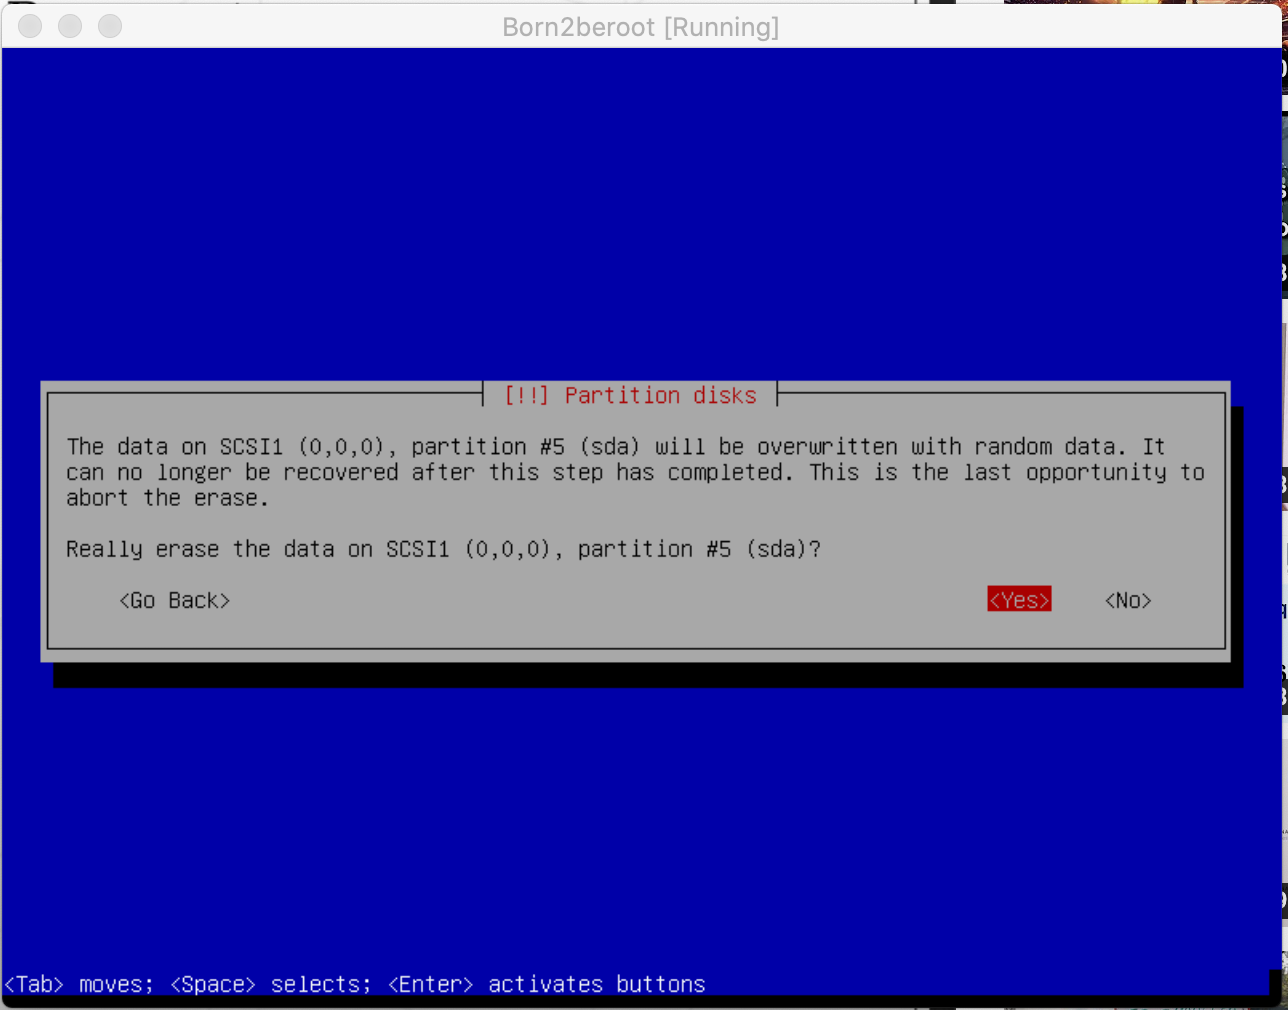 Born2beroot [Running]
[!!] Partition disks
The data on SCSI1 (0,0,0), partition #5 (sda) will be overwritten with random data. It
can no longer be recovered after this step has completed. This is the last opportunity to
abort the erase.
Really erase the data on SCSI1 (0,0,0), partition #5 (sda)?
<Go Back> <Yes> <No>
<Tab> moves; <Space> selects; <Enter> activates buttons